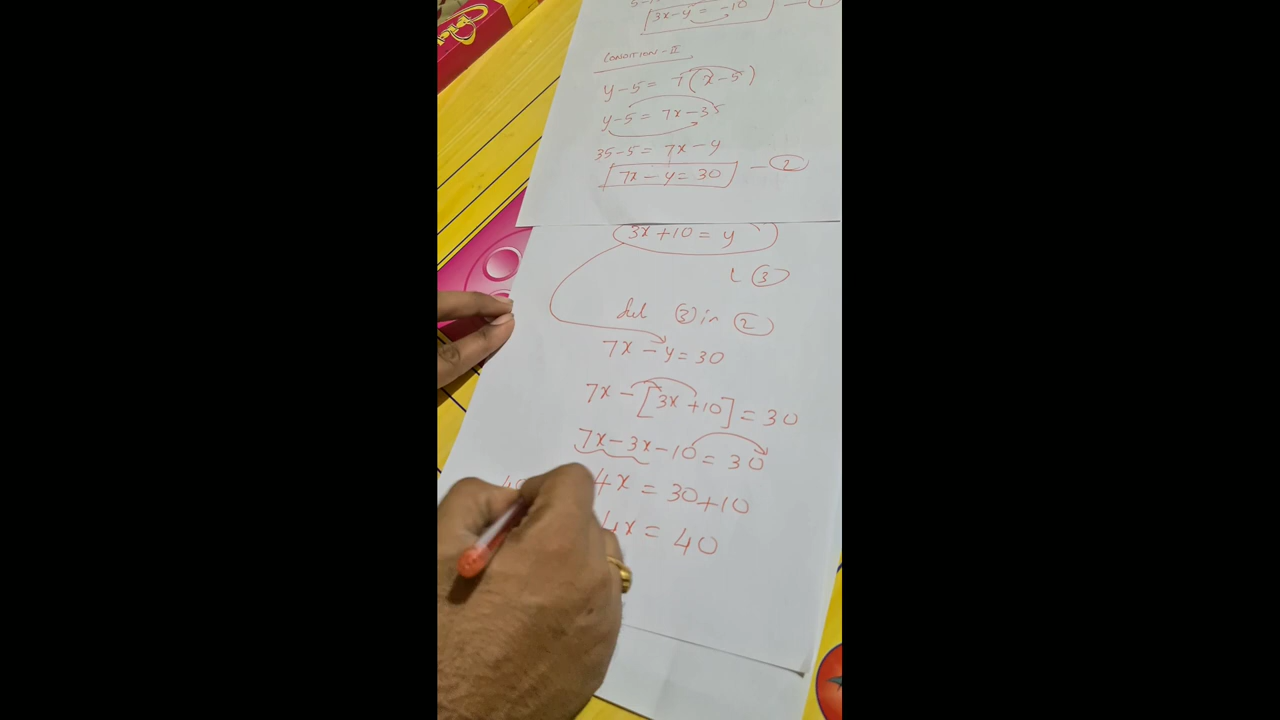 3x-y = -10
CONDITION - II
y-5 = 7(x-5)
y-5 = 7x-35
35-5 = 7x-y
7x-y = 30 — 2
3x+10 = y
3
3 in 2
7x-y=30
7x-[3x+10]=30
7x-3x-10=30
4x = 30+10
4x = 40